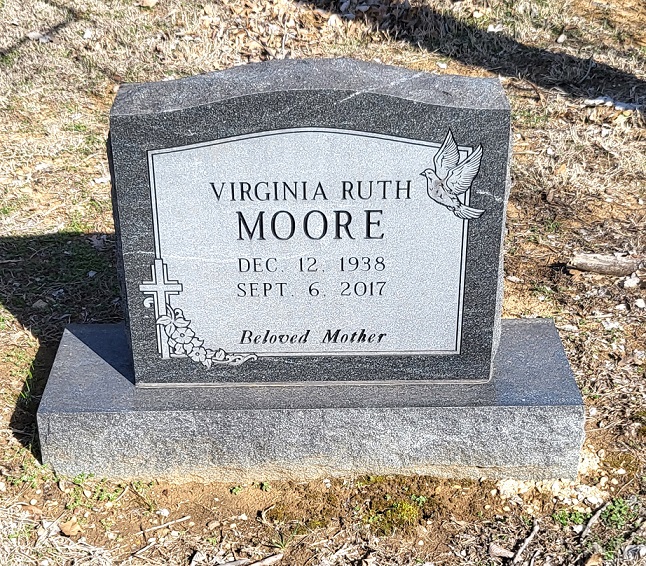 VIRGINIA RUTH
MOORE
DEC. 12, 1938
SEPT. 6, 2017
Beloved Mother